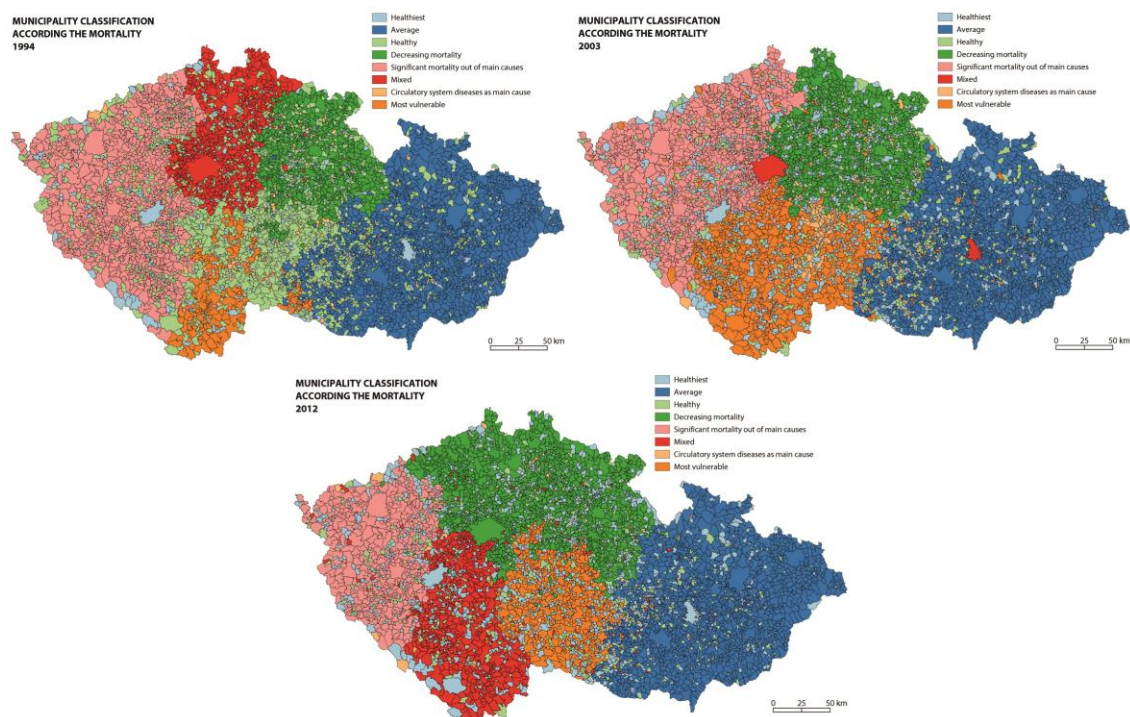 MUNICIPALITY CLASSIFICATION
ACCORDING THE MORTALITY
1994
Healthiest
Average
Healthy
Decreasing mortality
Significant mortality out of main causes
Mixed
Circulatory system diseases as main cause
Most vulnerable
0 25 50 km
MUNICIPALITY CLASSIFICATION
ACCORDING THE MORTALITY
2003
Healthiest
Average
Healthy
Decreasing mortality
Significant mortality out of main causes
Mixed
Circulatory system diseases as main cause
Most vulnerable
0 25 50 km
MUNICIPALITY CLASSIFICATION
ACCORDING THE MORTALITY
2012
Healthiest
Average
Healthy
Decreasing mortality
Significant mortality out of main causes
Mixed
Circulatory system diseases as main cause
Most vulnerable
0 25 50 km